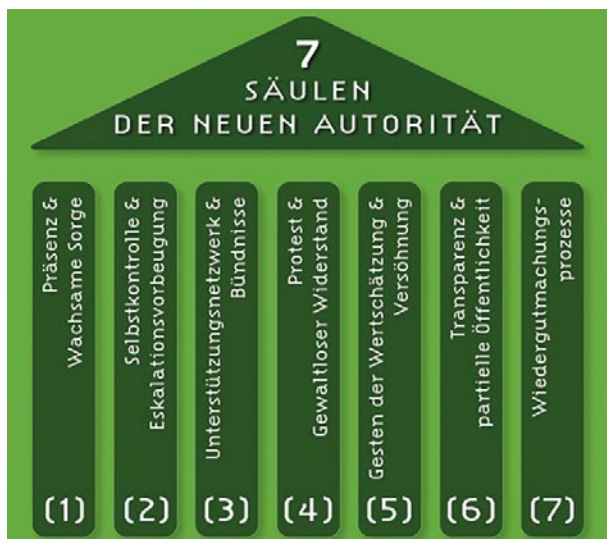 7
SÄULEN
DER NEUEN AUTORITÄT
Präsenz &
Wachsame Sorge
(1)
Selbstkontrolle &
Eskalationsvorbeugung
(2)
Unterstützungsnetzwerk &
Bündnisse
(3)
Protest &
Gewaltloser Widerstand
(4)
Gesten der Wertschätzung &
Versöhnung
(5)
Transparenz &
partielle Öffentlichkeit
(6)
Wiedergutmachungs-
prozesse
(7)